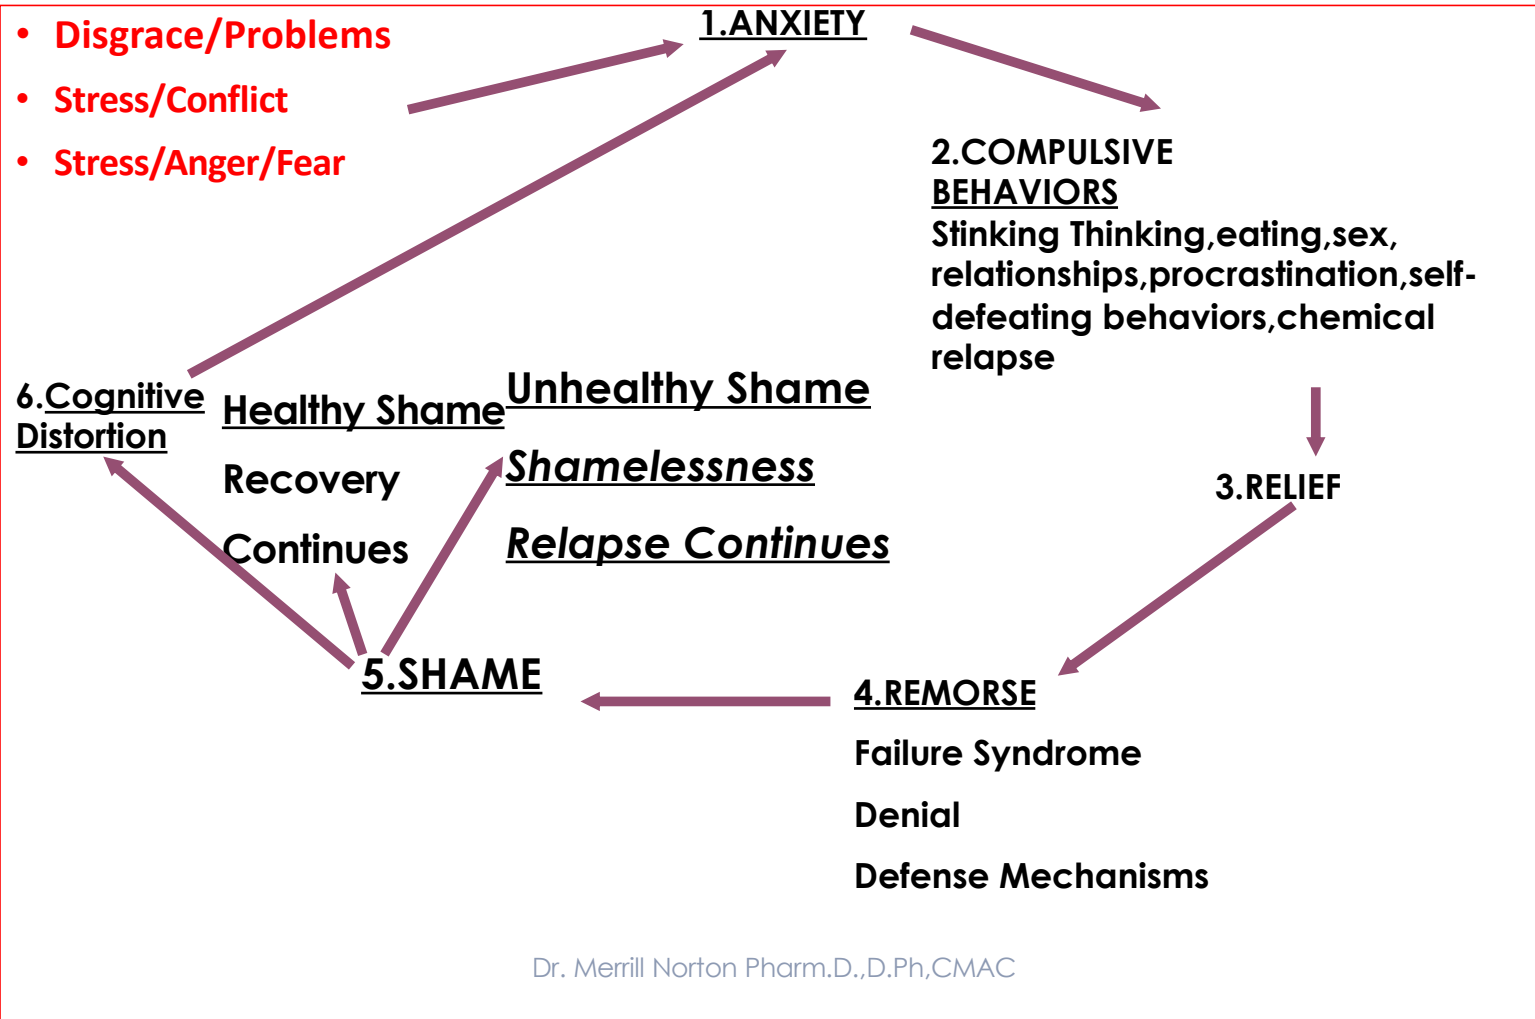 • Disgrace/Problems
• Stress/Conflict
• Stress/Anger/Fear
1.ANXIETY
2.COMPULSIVE
BEHAVIORS
Stinking Thinking,eating,sex,
relationships,procrastination,self-
defeating behaviors,chemical
relapse
3.RELIEF
4.REMORSE
Failure Syndrome
Denial
Defense Mechanisms
5.SHAME
Healthy Shame
Recovery
Continues
Unhealthy Shame
Shamelessness
Relapse Continues
6.Cognitive
Distortion
Dr. Merrill Norton Pharm.D.,D.Ph,CMAC